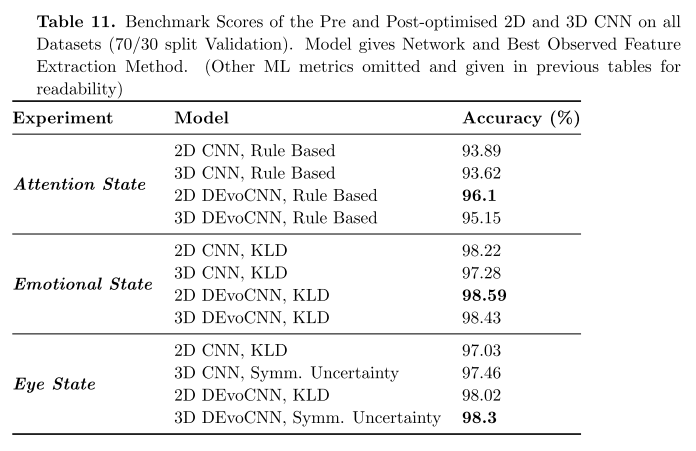 Table 11. Benchmark Scores of the Pre and Post-optimised 2D and 3D CNN on all
Datasets (70/30 split Validation). Model gives Network and Best Observed Feature
Extraction Method. (Other ML metrics omitted and given in previous tables for
readability)
Experiment Model Accuracy (%)
2D CNN, Rule Based 93.89
3D CNN, Rule Based 93.62
Attention State
2D DEvoCNN, Rule Based 96.1
3D DEvoCNN, Rule Based 95.15
2D CNN, KLD 98.22
3D CNN, KLD 97.28
Emotional State
2D DEvoCNN, KLD 98.59
3D DEvoCNN, KLD 98.43
2D CNN, KLD 97.03
3D CNN, Symm. Uncertainty 97.46
Eye State
2D DEvoCNN, KLD 98.02
3D DEvoCNN, Symm. Uncertainty 98.3